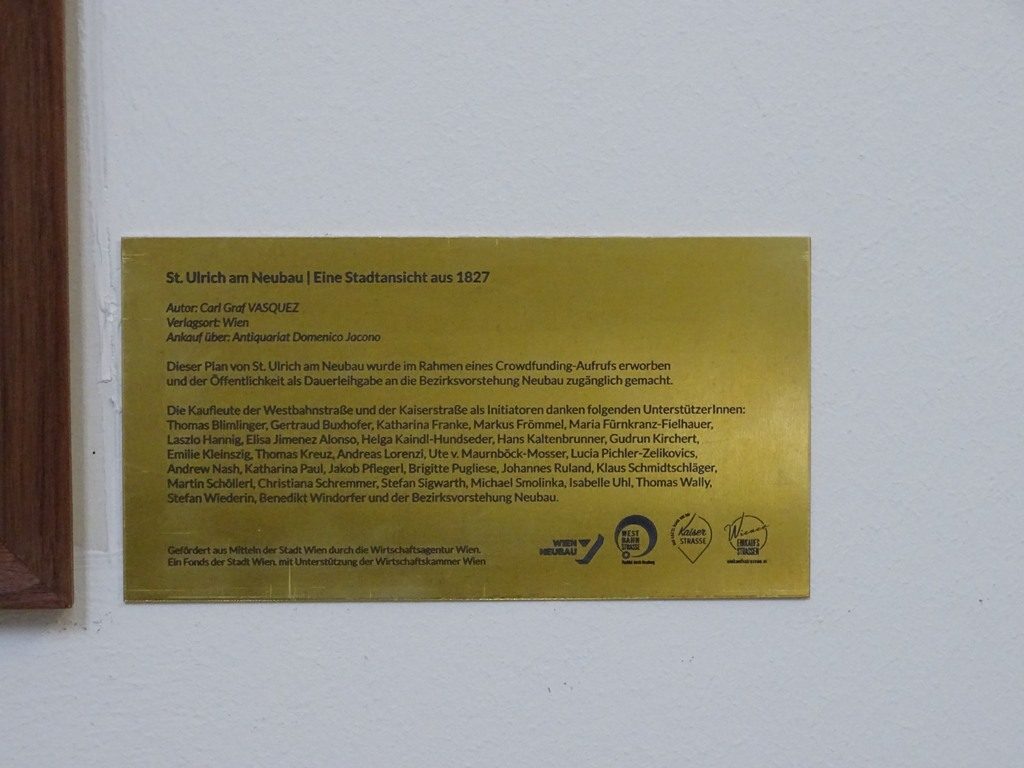 St. Ulrich am Neubau | Eine Stadtansicht aus 1827
Autor: Carl Graf VASQUEZ
Verlagsort: Wien
Ankauf über: Antiquariat Domenico Jacono
Dieser Plan von St. Ulrich am Neubau wurde im Rahmen eines Crowdfunding-Aufrufs erworben
und der Öffentlichkeit als Dauerleihgabe an die Bezirksvorstehung Neubau zugänglich gemacht.
Die Kaufleute der Westbahnstraße und der Kaiserstraße als Initiatoren danken folgenden UnterstützerInnen:
Thomas Blimlinger, Gertraud Buxhofer, Katharina Franke, Markus Frömmel, Maria Fürnkranz-Fielhauer,
Laszlo Hannig, Elisa Jimenez Alonso, Helga Kaindl-Hundseder, Hans Kaltenbrunner, Gudrun Kirchert,
Emilie Kleinszig, Thomas Kreuz, Andreas Lorenzi, Ute v. Maurnböck-Mosser, Lucia Pichler-Zelikovics,
Andrew Nash, Katharina Paul, Jakob Pflegerl, Brigitte Pugliese, Johannes Ruland, Klaus Schmidtschläger,
Martin Schöllerl, Christiana Schremmer, Stefan Sigwarth, Michael Smolinka, Isabelle Uhl, Thomas Wally,
Stefan Wiederin, Benedikt Windorfer und der Bezirksvorstehung Neubau.
Gefördert aus Mitteln der Stadt Wien durch die Wirtschaftsagentur Wien.
Ein Fonds der Stadt Wien. mit Unterstützung der Wirtschaftskammer Wien
WIEN
NEUBAU
WEST
BAHN
STRASSE
Kaiser
STRASSE
Wiener
EINKAUFS
STRASSEN